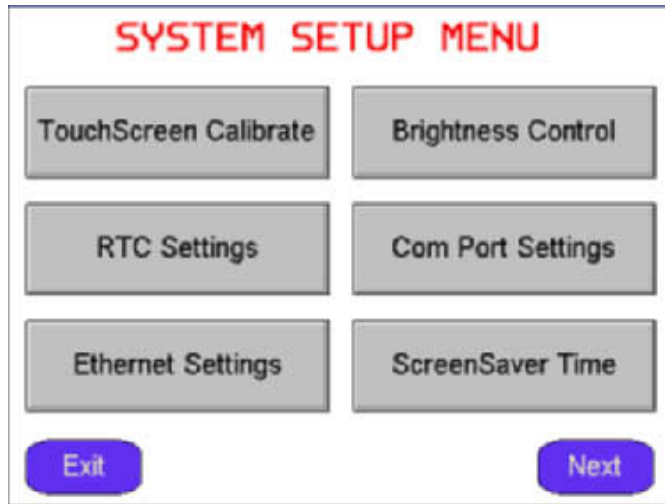 SYSTEM SETUP MENU
TouchScreen Calibrate
Brightness Control
RTC Settings
Com Port Settings
Ethernet Settings
ScreenSaver Time
Exit
Next